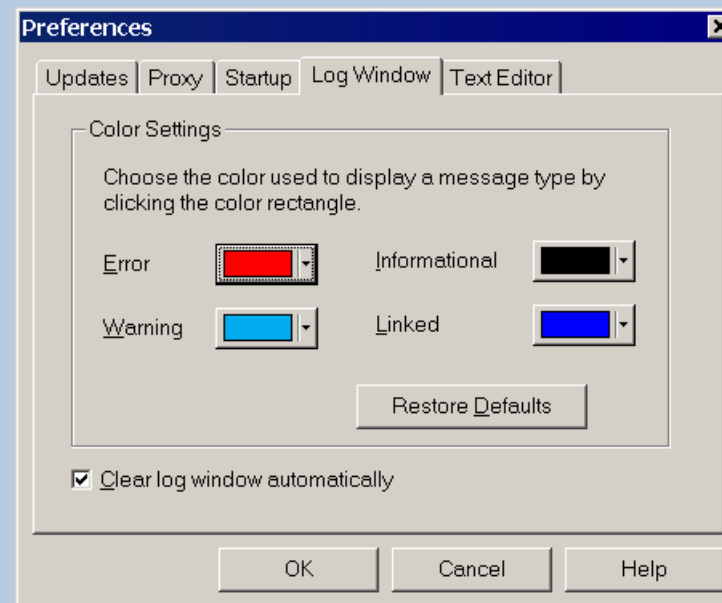 Preferences
Updates Proxy Startup Log Window Text Editor
Color Settings
Choose the color used to display a message type by
clicking the color rectangle.
Error Informational
Warning Linked
Restore Defaults
Clear log window automatically
OK Cancel Help